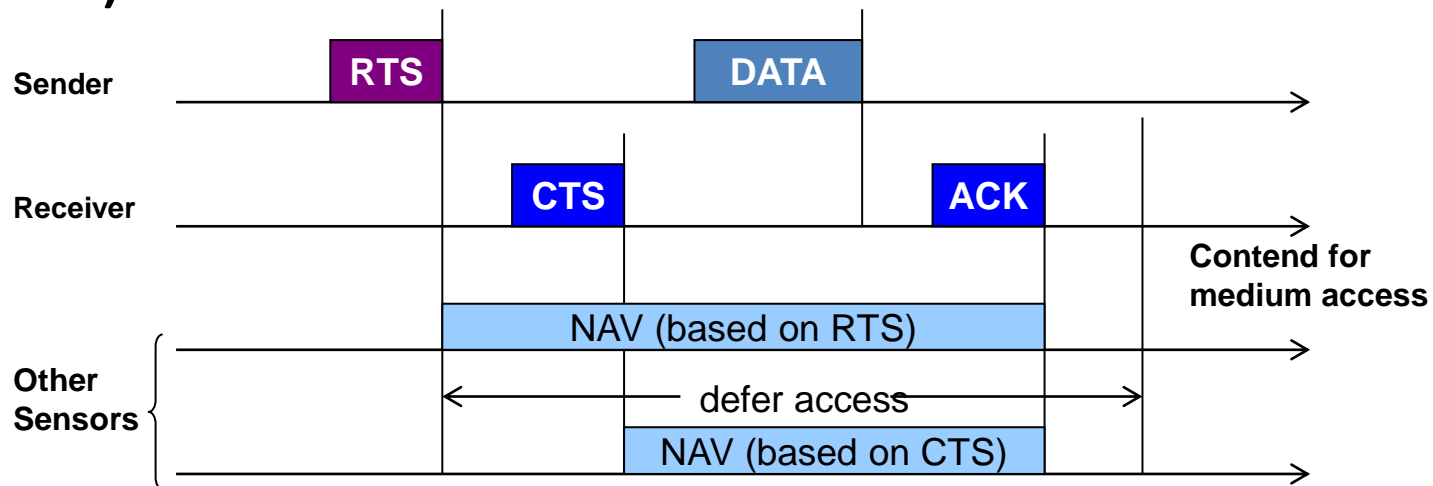 RTS
DATA
Sender
CTS
ACK
Receiver
Contend for
medium access
NAV (based on RTS)
Other
Sensors
defer access
NAV (based on CTS)